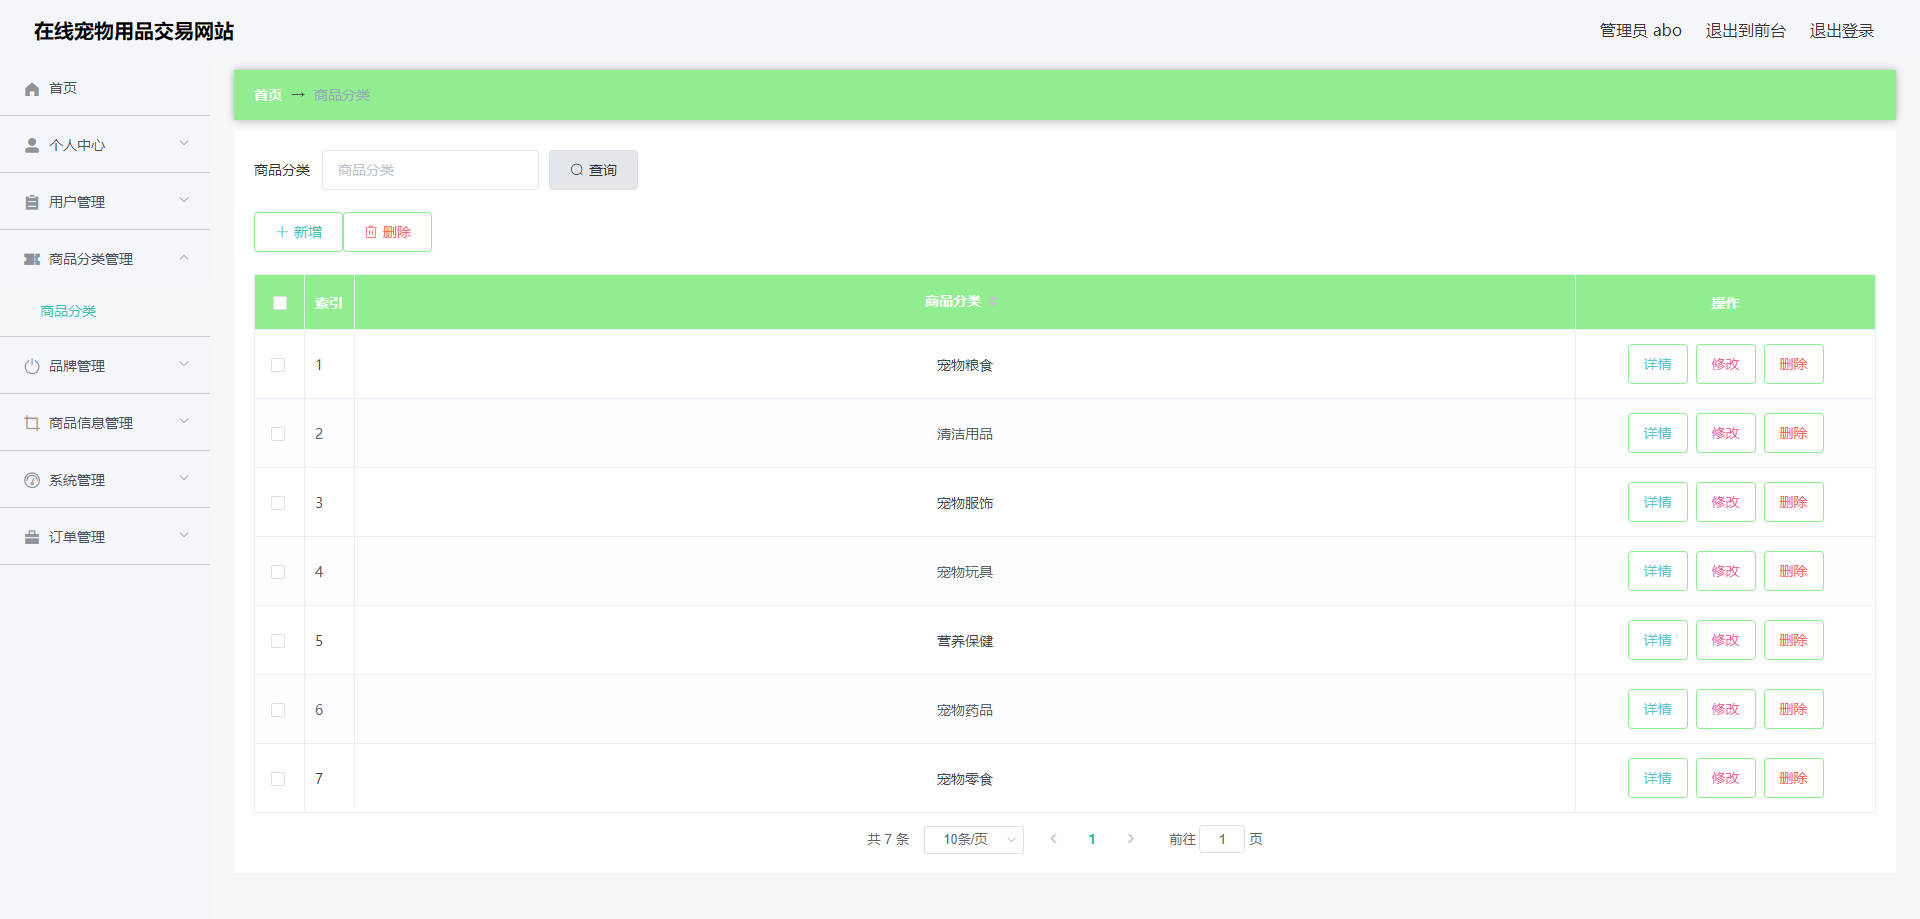 在线宠物用品交易网站
管理员 abo 退出到前台 退出登录
首页
个人中心
用户管理
商品分类管理
商品分类
品牌管理
商品信息管理
系统管理
订单管理
首页 → 商品分类
商品分类 商品分类 查询
新增 删除
索引 商品分类 操作
1 宠物粮食 详情 修改 删除
2 清洁用品 详情 修改 删除
3 宠物服饰 详情 修改 删除
4 宠物玩具 详情 修改 删除
5 营养保健 详情 修改 删除
6 宠物药品 详情 修改 删除
7 宠物零食 详情 修改 删除
共 7 条 10条/页 1 前往 1 页